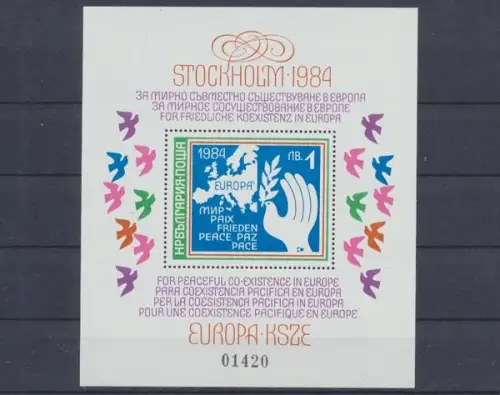 STOCKHOLM·1984
ЗА МИРНО СЪВМЕСТНО СЪЩЕСТВУВАНЕ В ЕВРОПА
ЗА МИРНОЕ СОСУЩЕСТВОВАНИЕ В ЕВРОПЕ
FOR FRIEDLICHE KOEXISTENZ IN EUROPA
1984 ЛВ. 1
EUROPA
НР БЪЛГАРИЯ·ПОЩА
МИР
PAIX
FRIEDEN
PEACE PAZ
PACE
FOR PEACEFUL CO-EXISTENCE IN EUROPE
PARA COEXISTENCIA PACIFICA EN EUROPA
PER LA COESISTENCA PACIFICA IN EUROPA
POUR UNE COEXISTENCE PACIFIQUE EN EUROPE
EUROPA·KSZE
01420